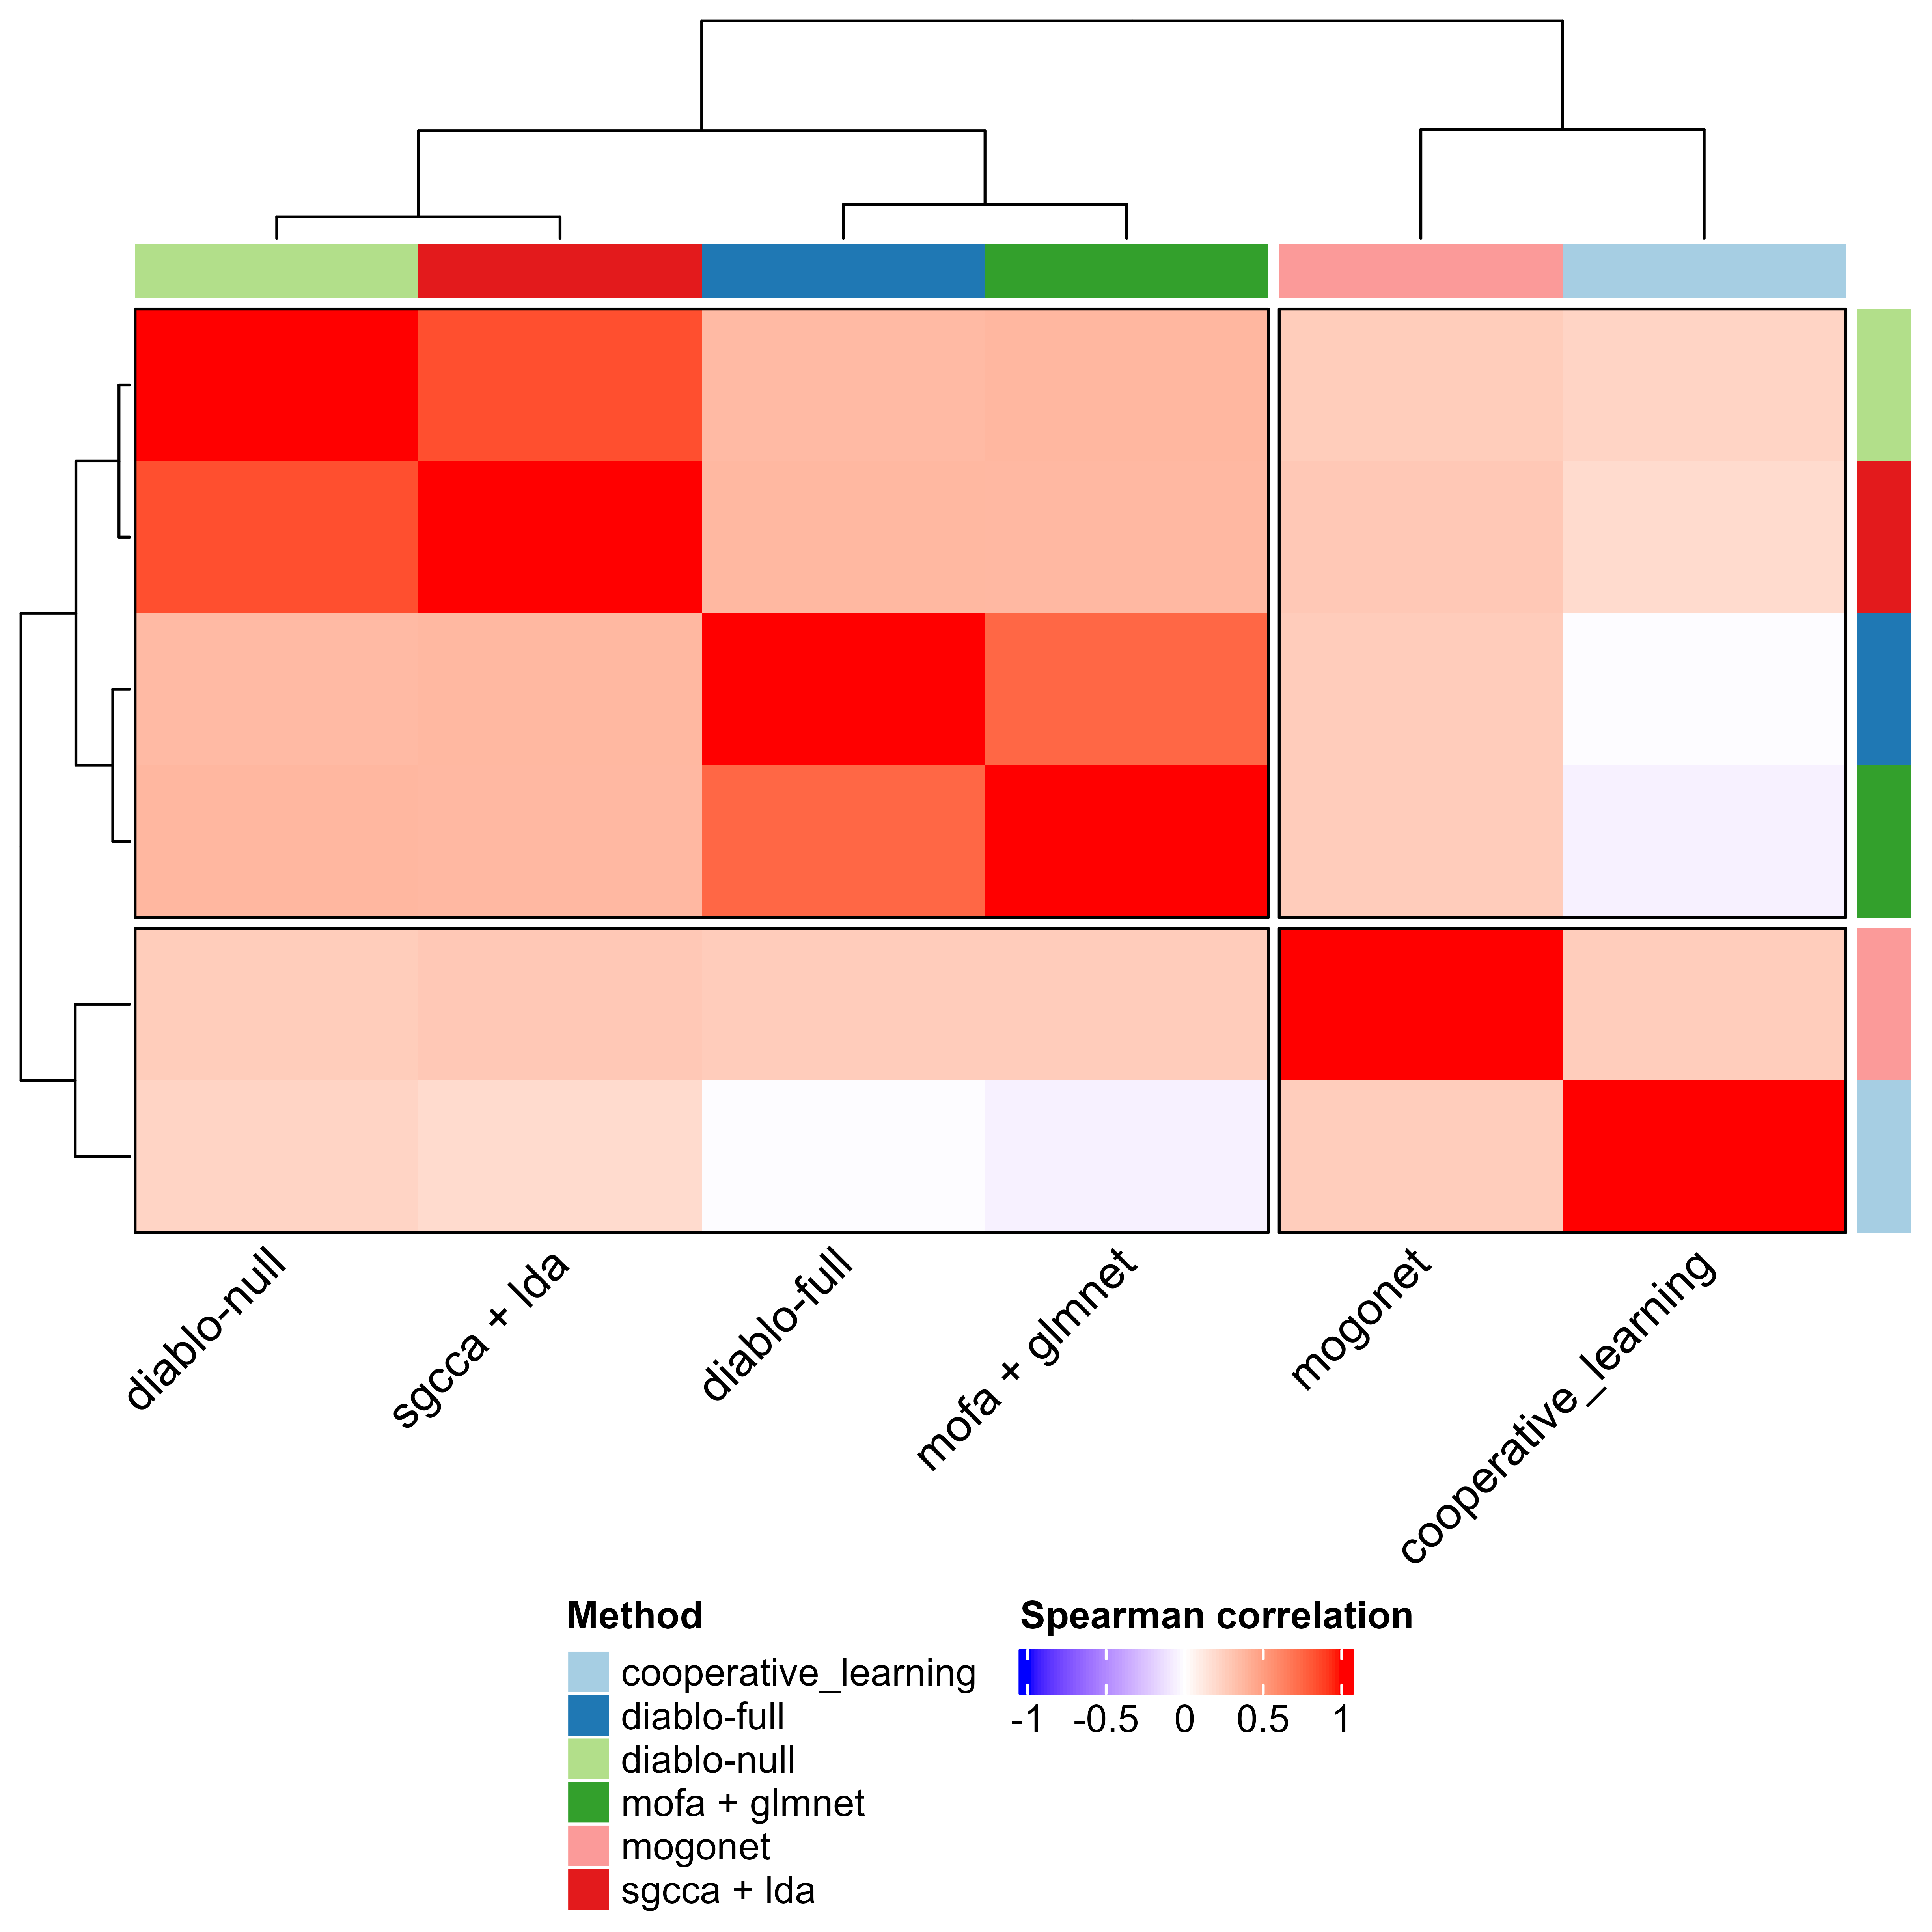 diablo-null
sgcca + lda
diablo-full
mofa + glmnet
mogonet
cooperative_learning
Method
cooperative_learning
diablo-full
diablo-null
mofa + glmnet
mogonet
sgcca + lda
Spearman correlation
-1 -0.5 0 0.5 1